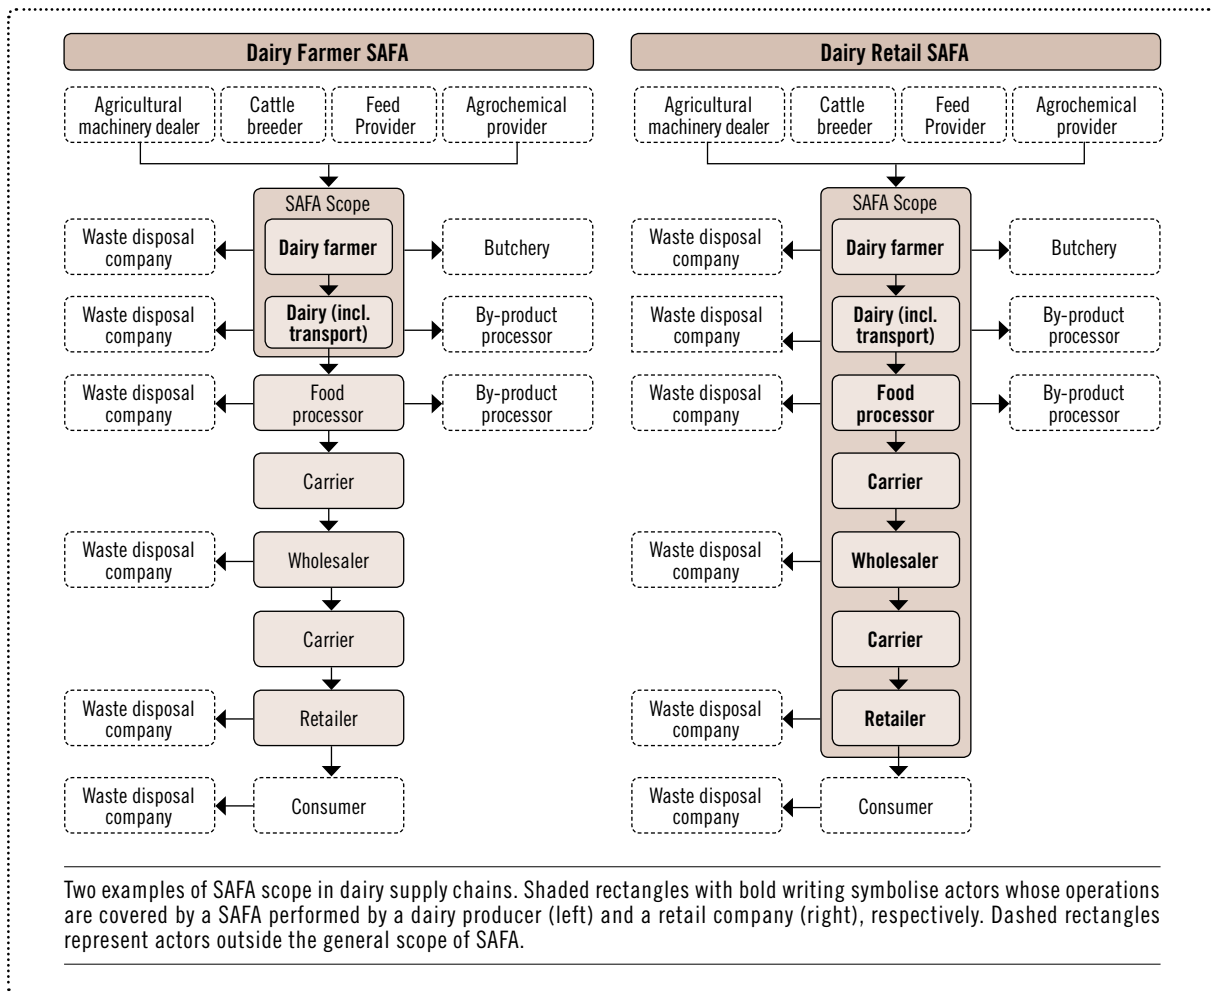 Dairy Farmer SAFA
Agricultural
machinery dealer
Cattle
breeder
Feed
Provider
Agrochemical
provider
SAFA Scope
Waste disposal
company
Dairy farmer
Butchery
Waste disposal
company
Dairy (incl.
transport)
By-product
processor
Waste disposal
company
Food
processor
By-product
processor
Carrier
Waste disposal
company
Wholesaler
Carrier
Waste disposal
company
Retailer
Waste disposal
company
Consumer
Dairy Retail SAFA
Agricultural
machinery dealer
Cattle
breeder
Feed
Provider
Agrochemical
provider
SAFA Scope
Waste disposal
company
Dairy farmer
Butchery
Waste disposal
company
Dairy (incl.
transport)
By-product
processor
Waste disposal
company
Food
processor
By-product
processor
Carrier
Waste disposal
company
Wholesaler
Carrier
Waste disposal
company
Retailer
Waste disposal
company
Consumer
Two examples of SAFA scope in dairy supply chains. Shaded rectangles with bold writing symbolise actors whose operations
are covered by a SAFA performed by a dairy producer (left) and a retail company (right), respectively. Dashed rectangles
represent actors outside the general scope of SAFA.